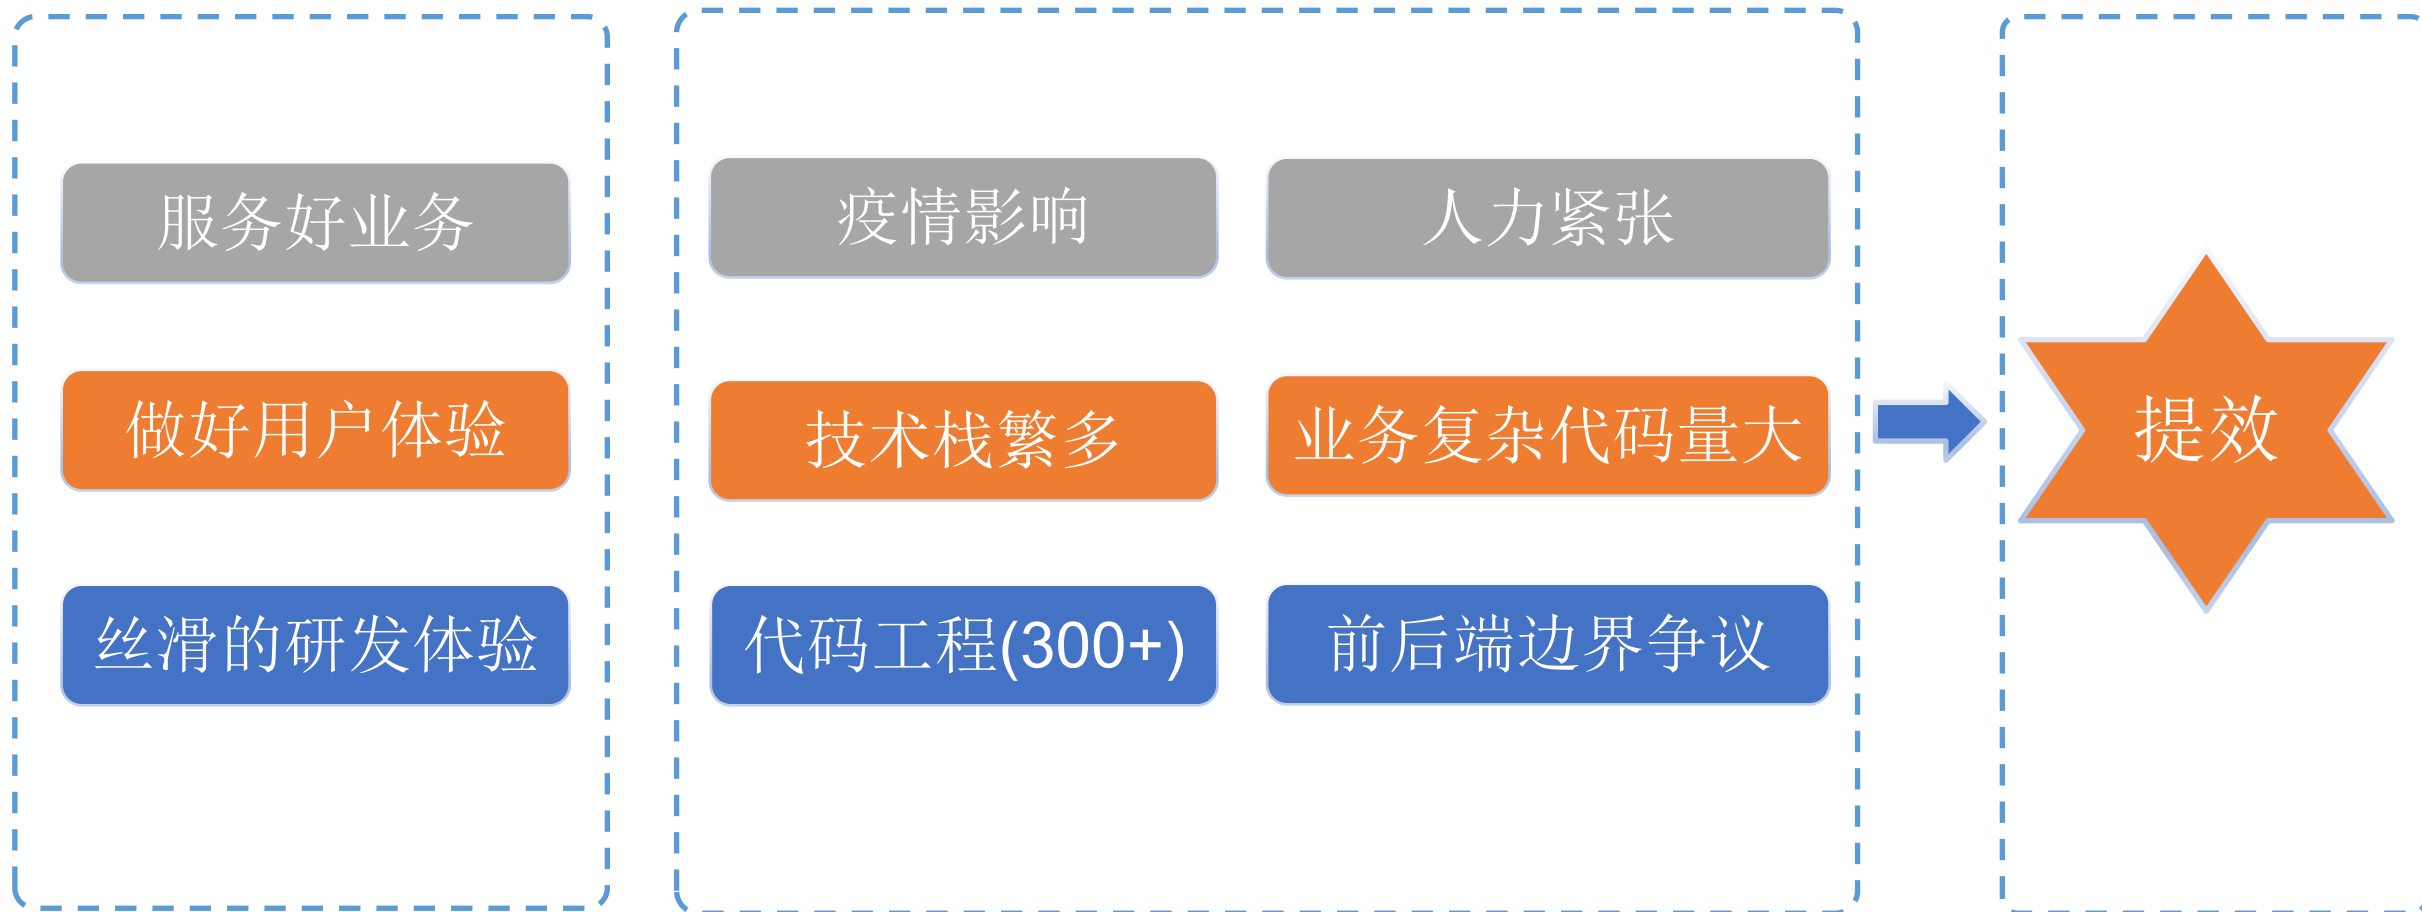 服务好业务
做好用户体验
丝滑的研发体验
疫情影响
人力紧张
技术栈繁多
业务复杂代码量大
代码工程(300+)
前后端边界争议
提效